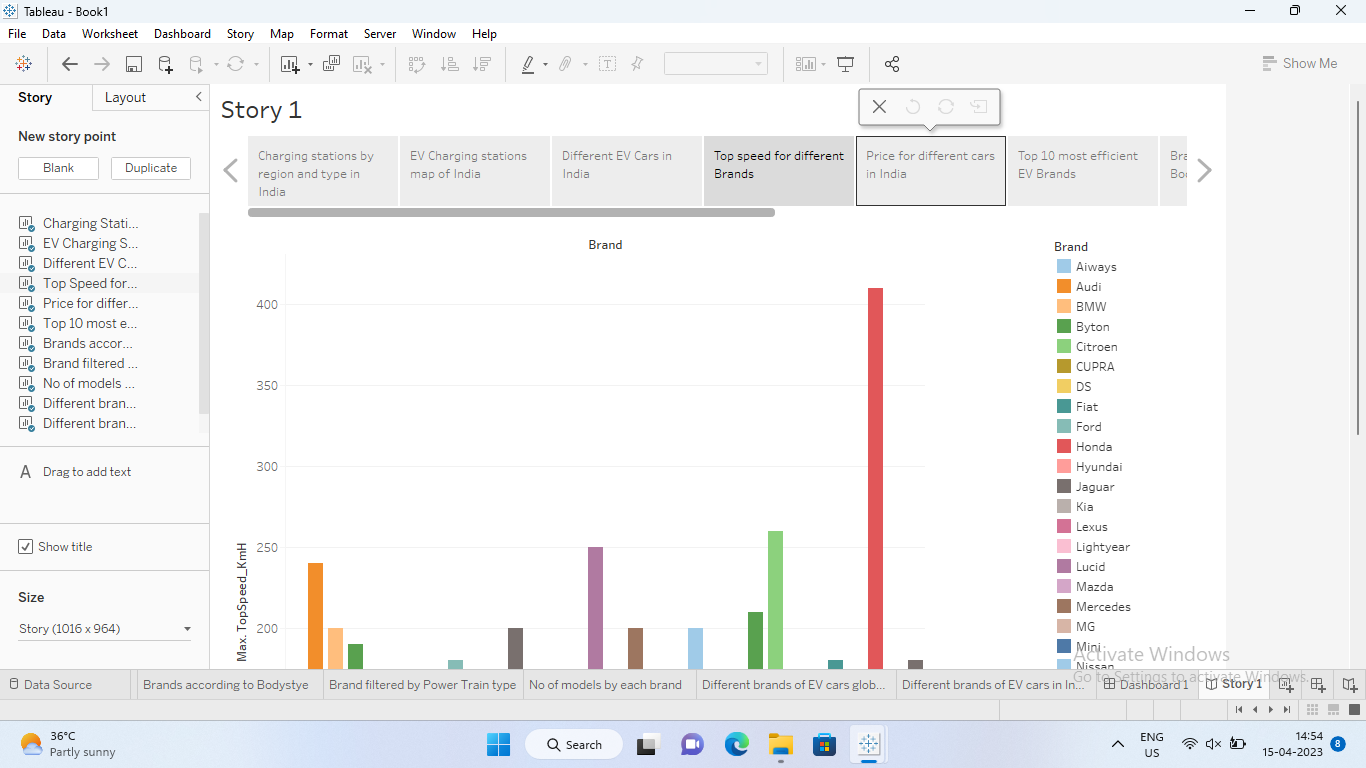 Tableau - Book1
File Data Worksheet Dashboard Story Map Format Server Window Help
Show Me
Story Layout
New story point
Blank Duplicate
Charging Stati...
EV Charging S...
Different EV C...
Top Speed for...
Price for differ...
Top 10 most e...
Brands accor...
Brand filtered ...
No of models ...
Different bran...
Different bran...
A Drag to add text
Show title
Size
Story (1016 x 964)
Story 1
Charging stations by
region and type in
India
EV Charging stations
map of India
Different EV Cars in
India
Top speed for different
Brands
Price for different cars
in India
Top 10 most efficient
EV Brands
Brand
400
350
300
250
200
Max. TopSpeed_KmH
Brand
Aiways
Audi
BMW
Byton
Citroen
CUPRA
DS
Fiat
Ford
Honda
Hyundai
Jaguar
Kia
Lexus
Lightyear
Lucid
Mazda
Mercedes
MG
Mini
Nissan
Activate Windows
Go to Settings to activate Windows.
Data Source Brands according to Bodystye Brand filtered by Power Train type No of models by each brand Different brands of EV cars glob... Different brands of EV cars in In... Dashboard 1 Story 1
36°C
Partly sunny
Search
ENG
US
14:54
15-04-2023
8